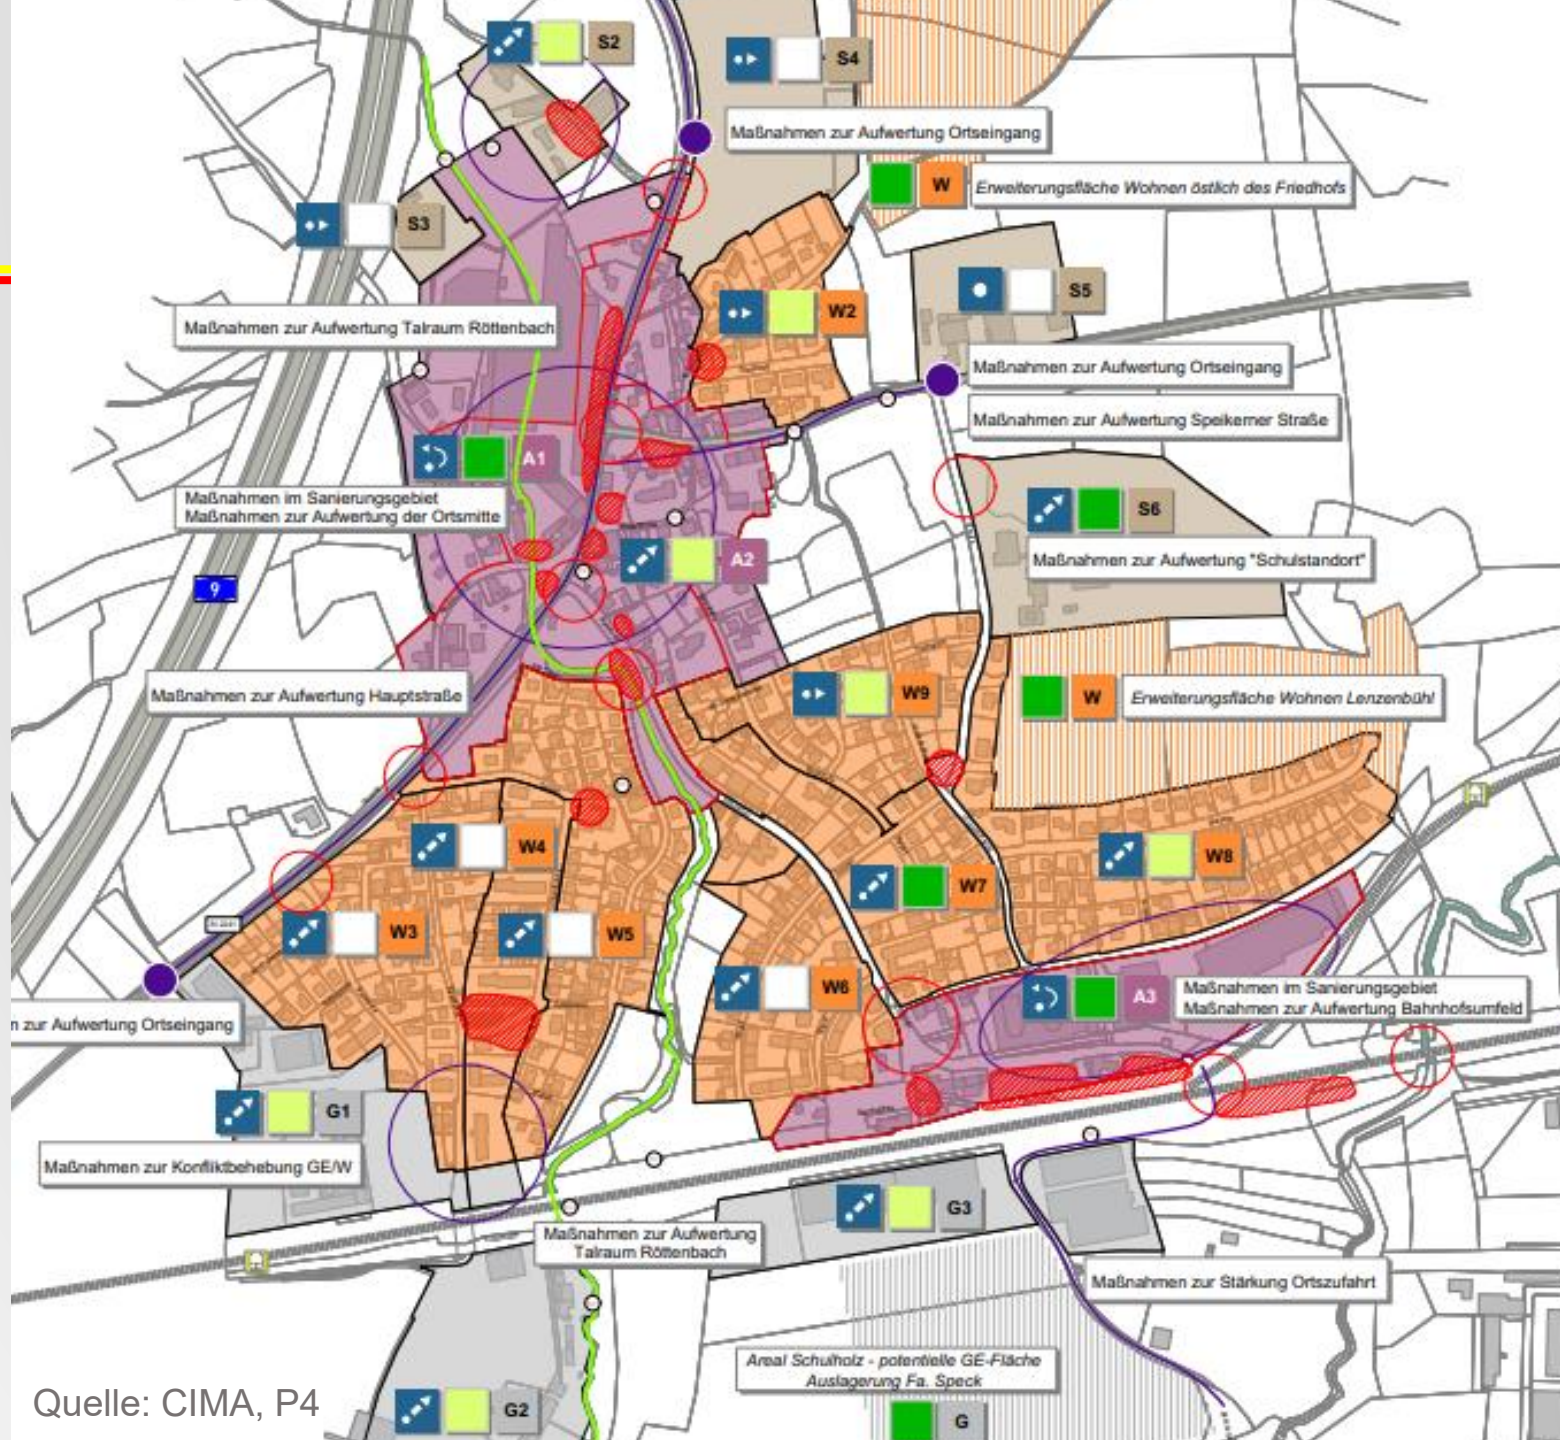 S2
S4
Maßnahmen zur Aufwertung Ortseingang
W
Erweiterungsfläche Wohnen östlich des Friedhofs
S3
S5
W2
Maßnahmen zur Aufwertung Talraum Röttenbach
Maßnahmen zur Aufwertung Ortseingang
Maßnahmen zur Aufwertung Speikerner Straße
A1
Maßnahmen im Sanierungsgebiet
Maßnahmen zur Aufwertung der Ortsmitte
S6
A2
Maßnahmen zur Aufwertung "Schulstandort"
9
Maßnahmen zur Aufwertung Hauptstraße
W9
W
Erweiterungsfläche Wohnen Lenzenbühl
W4
W8
W7
W3
W5
W6
A3
Maßnahmen im Sanierungsgebiet
Maßnahmen zur Aufwertung Bahnhofsumfeld
n zur Aufwertung Ortseingang
G1
Maßnahmen zur Konfliktbehebung GE/W
G3
Maßnahmen zur Aufwertung
Talraum Röttenbach
Maßnahmen zur Stärkung Ortszufahrt
Areal Schulholz - potentielle GE-Fläche
Auslagerung Fa. Speck
Quelle: CIMA, P4
G2
G